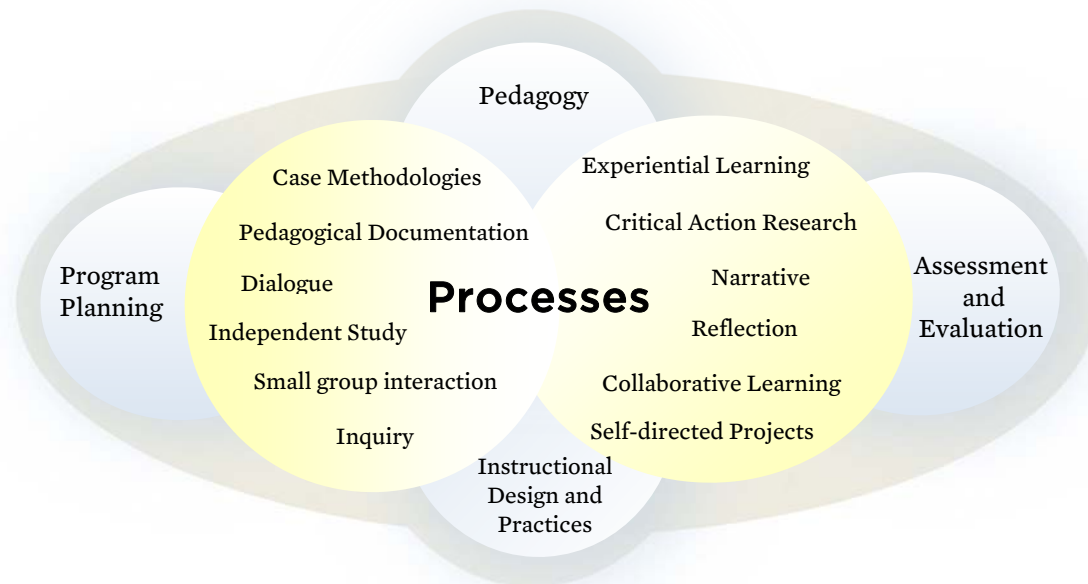 Pedagogy
Case Methodologies
Pedagogical Documentation
Dialogue
Independent Study
Small group interaction
Inquiry
Processes
Experiential Learning
Critical Action Research
Narrative
Reflection
Collaborative Learning
Self-directed Projects
Program
Planning
Assessment
and
Evaluation
Instructional
Design and
Practices